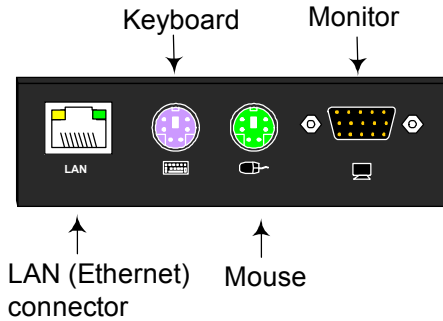 Keyboard
Monitor
LAN
LAN (Ethernet)
connector
Mouse